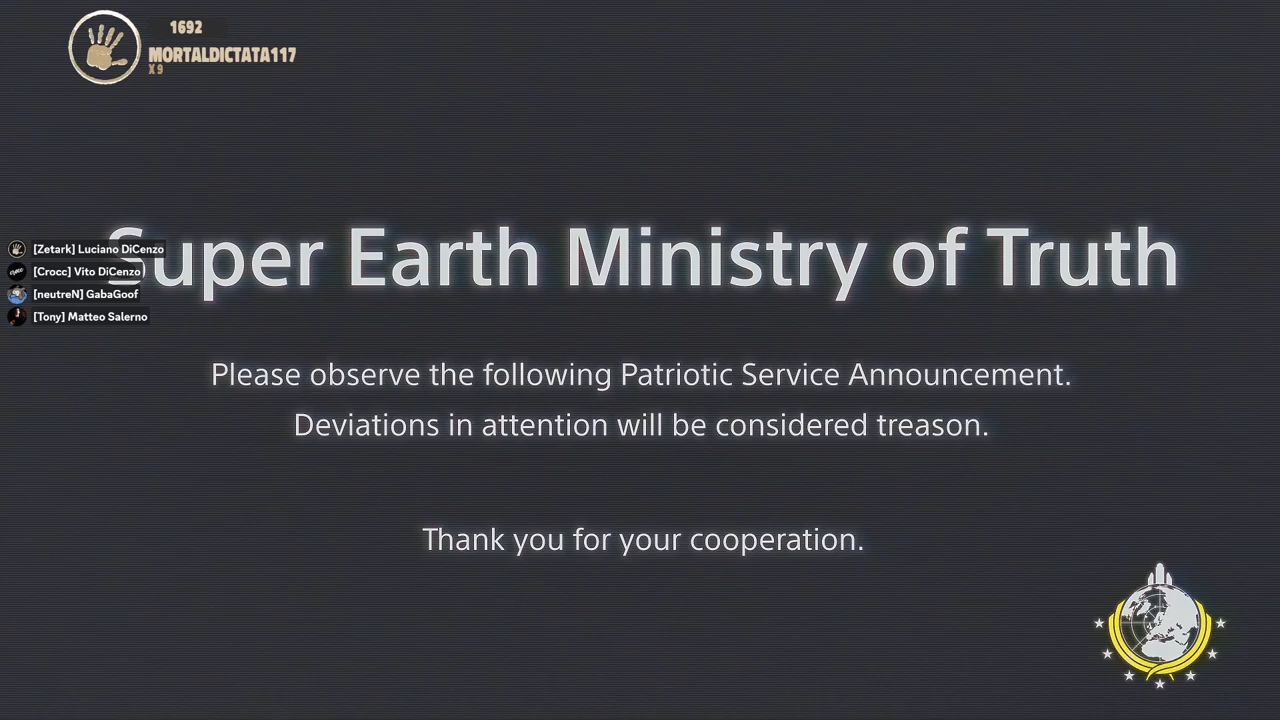 1692
MORTALDICTATA117
X 9
Super Earth Ministry of Truth
[Zetark] Luciano DiCenzo
[Crocc] Vito DiCenzo
[neutreN] GabaGoof
[Tony] Matteo Salerno
Please observe the following Patriotic Service Announcement.
Deviations in attention will be considered treason.
Thank you for your cooperation.